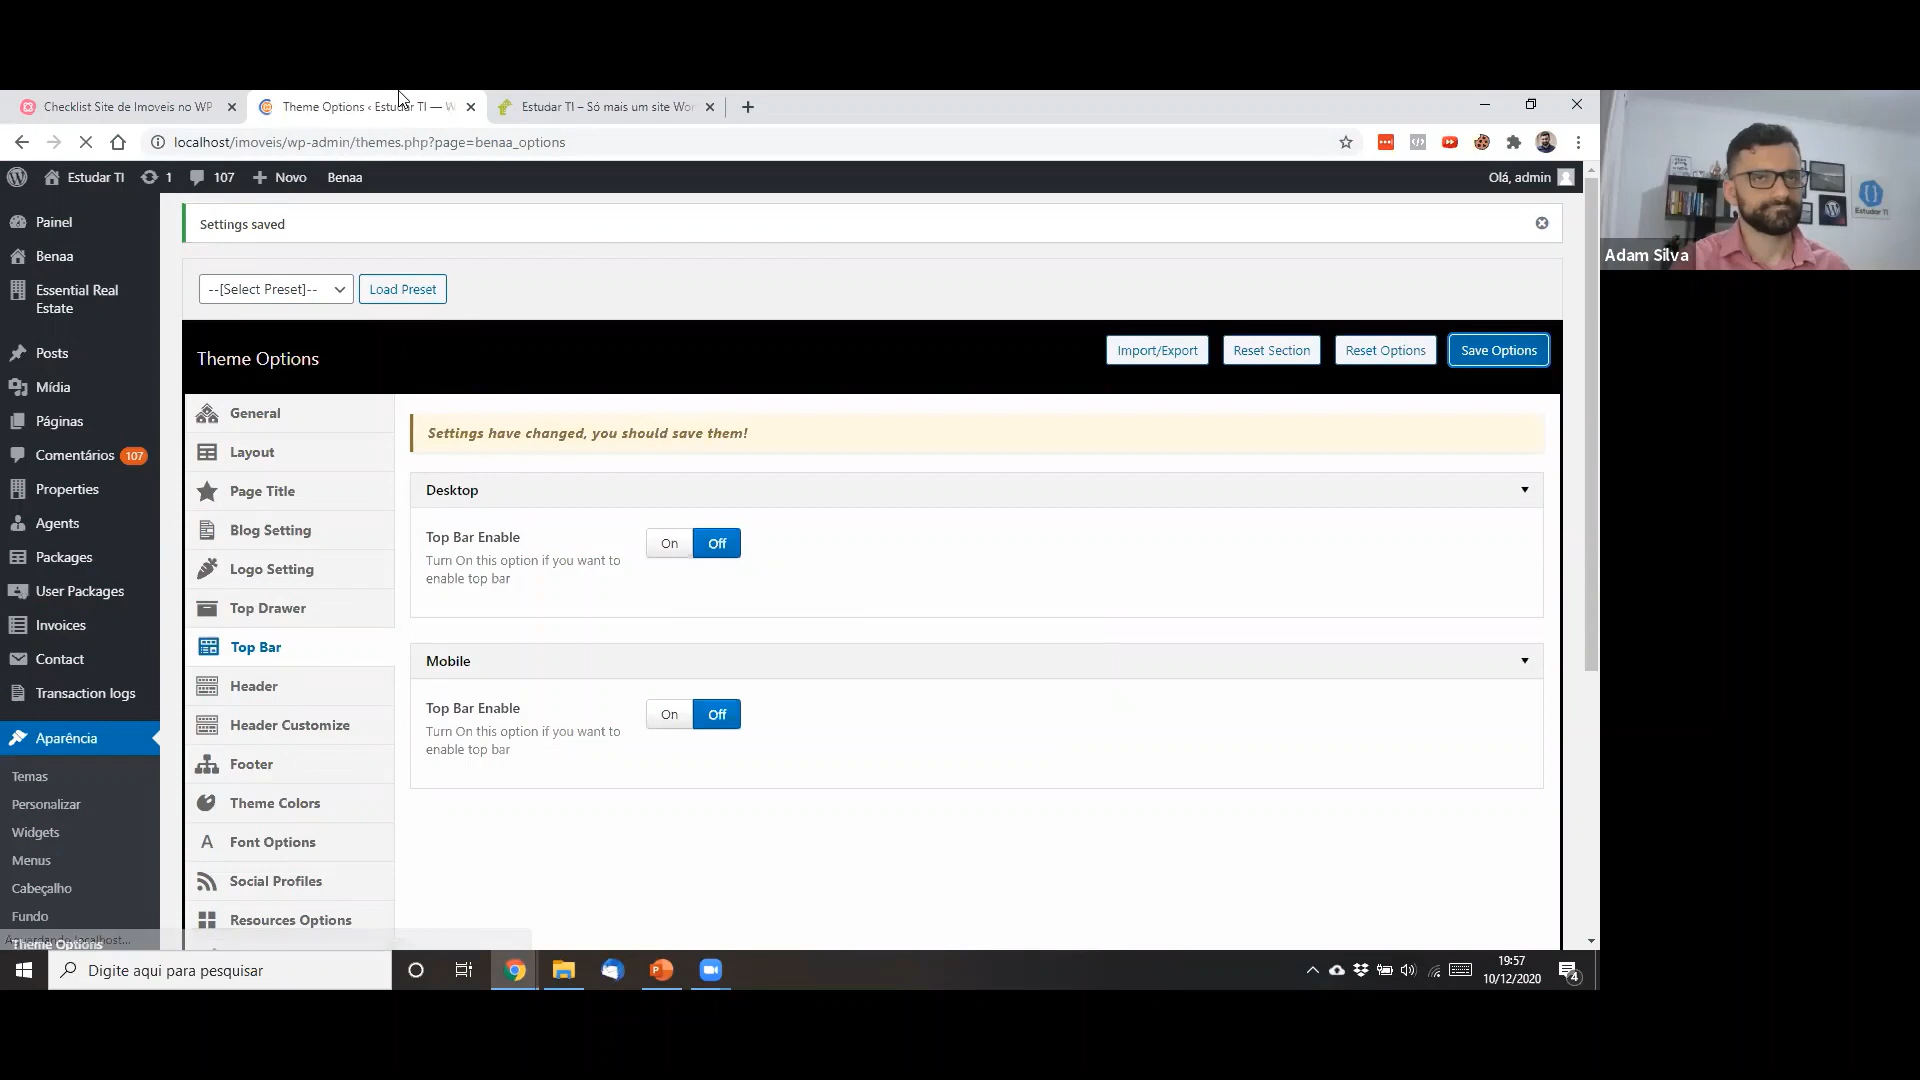 Checklist Site de Imoveis no WP
Theme Options ‹ Estudar TI — W
Estudar TI – Só mais um site Wor
localhost/imoveis/wp-admin/themes.php?page=benaa_options
Estudar TI
1
107
Novo
Benaa
Olá, admin
Adam Silva
Estudar TI
Painel
Benaa
Essential Real
Estate
Posts
Mídia
Páginas
Comentários 107
Properties
Agents
Packages
User Packages
Invoices
Contact
Transaction logs
Aparência
Temas
Personalizar
Widgets
Menus
Cabeçalho
Fundo
Theme Options
Aguardando localhost...
Settings saved
--[Select Preset]--
Load Preset
Theme Options
Import/Export
Reset Section
Reset Options
Save Options
General
Layout
Page Title
Blog Setting
Logo Setting
Top Drawer
Top Bar
Header
Header Customize
Footer
Theme Colors
Font Options
Social Profiles
Resources Options
Settings have changed, you should save them!
Desktop
Top Bar Enable
Turn On this option if you want to
enable top bar
On
Off
Mobile
Top Bar Enable
Turn On this option if you want to
enable top bar
On
Off
Digite aqui para pesquisar
19:57
10/12/2020
4